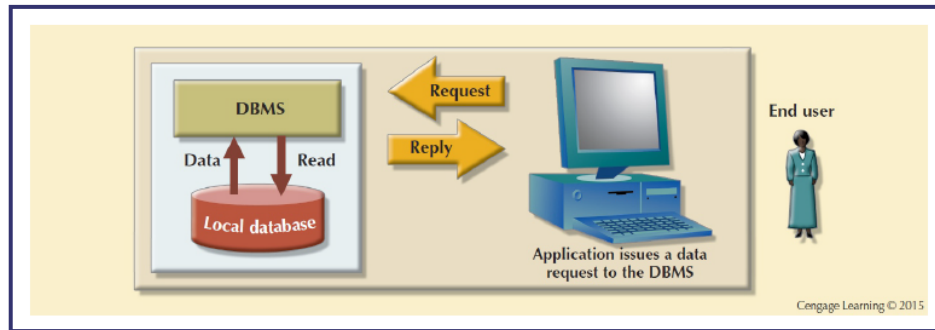 DBMS
Data
Read
Local database
Request
Reply
Application issues a data
request to the DBMS
End user
Cengage Learning © 2015